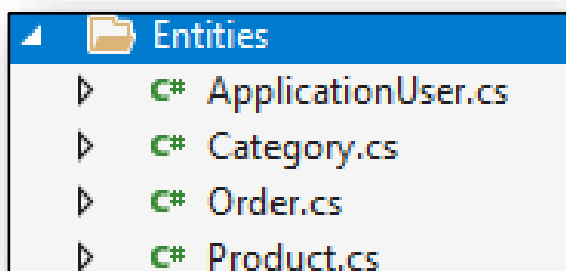 Entities
C# ApplicationUser.cs
C# Category.cs
C# Order.cs
C# Product.cs